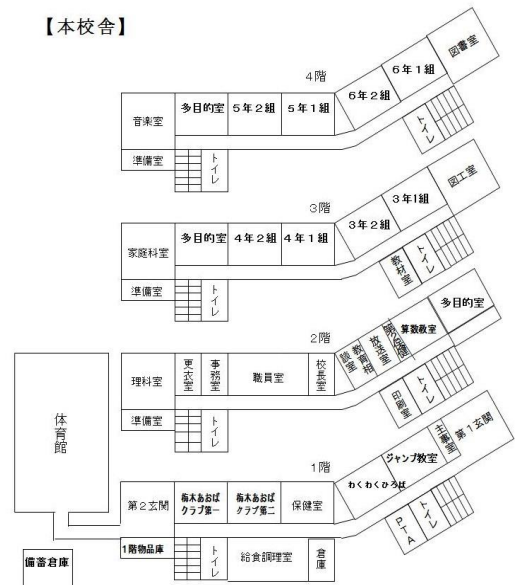 【本校舎】
4階
図書室
6年1組
6年2組
音楽室
多目的室
5年2組
5年1組
トイレ
準備室
トイレ
3階
図工室
3年1組
3年2組
家庭科室
多目的室
4年2組
4年1組
教材室
トイレ
準備室
トイレ
2階
多目的室
算数教室
第2保健
放送室
教育相談室
理科室
更衣室
事務室
職員室
校長室
印刷室
トイレ
準備室
トイレ
体育館
1階
第1玄関
主事室
ジャンプ教室
わくわくひろば
第2玄関
梅木あおば
クラブ第一
梅木あおば
クラブ第二
保健室
PTA
トイレ
1階物品庫
トイレ
給食調理室
倉庫
備蓄倉庫